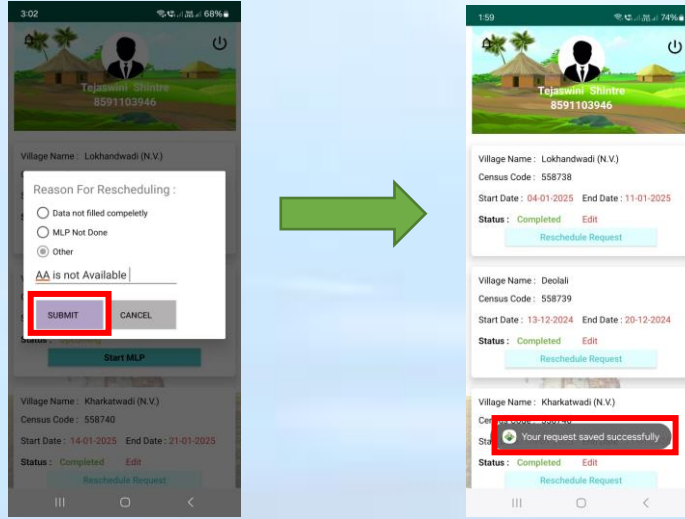 3:02
68%
Tejaswini Shintre
8591103946
Village Name : Lokhandwadi (N.V.)
Reason For Rescheduling :
Data not filled compeletly
MLP Not Done
Other
AA is not Available
SUBMIT
CANCEL
Status :
Start MLP
Village Name : Kharkatwadi (N.V.)
Census Code : 558740
Start Date : 14-01-2025 End Date : 21-01-2025
Status : Completed Edit
Reschedule Request
1:59
74%
Tejaswini Shintre
8591103946
Village Name : Lokhandwadi (N.V.)
Census Code : 558738
Start Date : 04-01-2025 End Date : 11-01-2025
Status : Completed Edit
Reschedule Request
Village Name : Deolali
Census Code : 558739
Start Date : 13-12-2024 End Date : 20-12-2024
Status : Completed Edit
Reschedule Request
Village Name : Kharkatwadi (N.V.)
Your request saved successfully
Status : Completed Edit
Reschedule Request